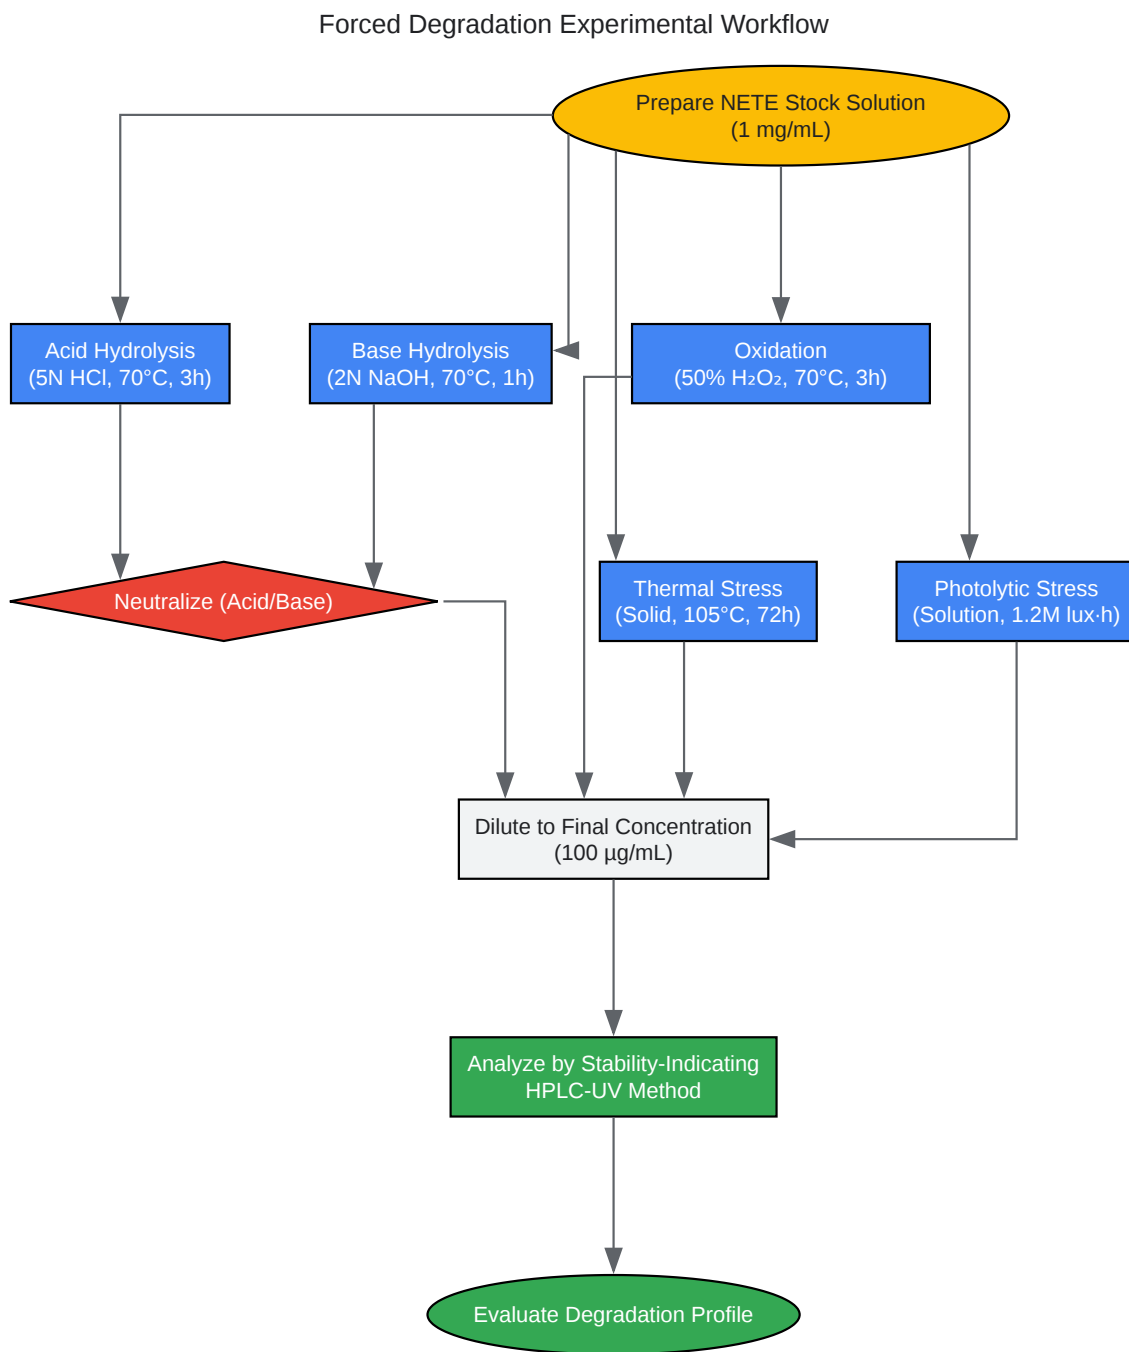 Forced Degradation Experimental Workflow
Prepare NETE Stock Solution
(1 mg/mL)
Acid Hydrolysis
(5N HCl, 70°C, 3h)
Base Hydrolysis
(2N NaOH, 70°C, 1h)
Oxidation
(50% H₂O₂, 70°C, 3h)
Neutralize (Acid/Base)
Thermal Stress
(Solid, 105°C, 72h)
Photolytic Stress
(Solution, 1.2M lux·h)
Dilute to Final Concentration
(100 µg/mL)
Analyze by Stability-Indicating
HPLC-UV Method
Evaluate Degradation Profile